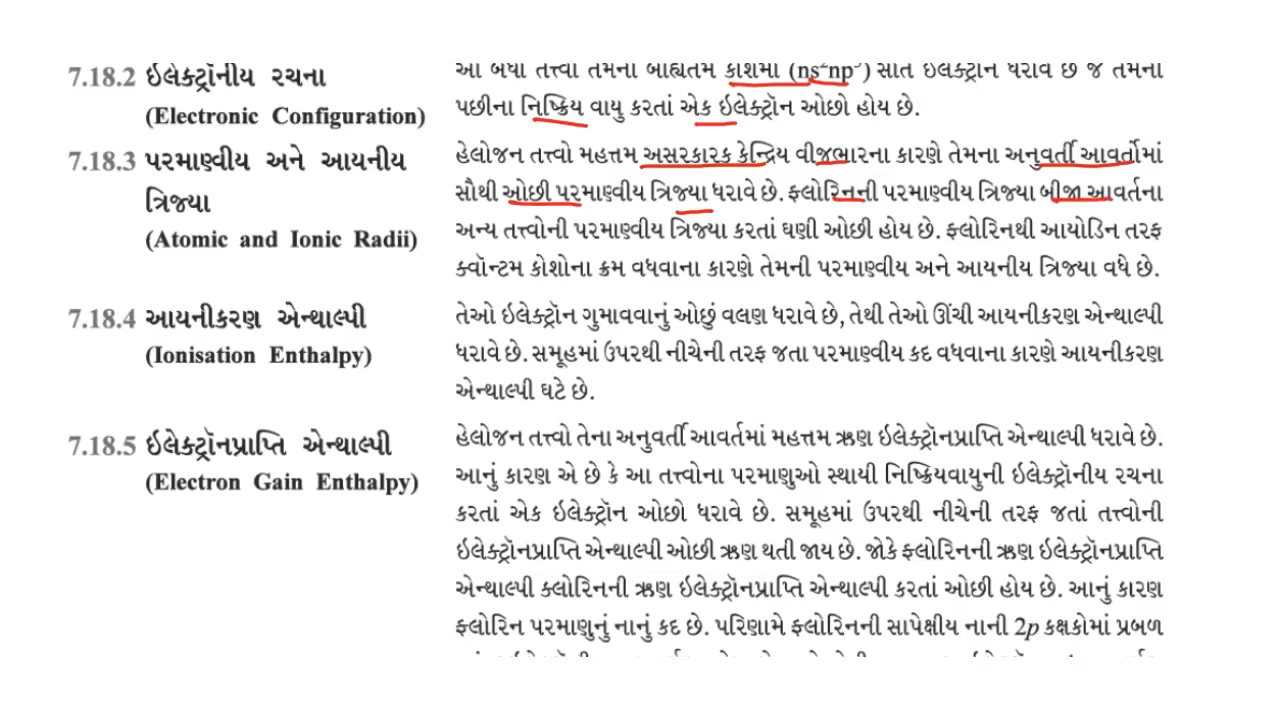 7.18.2 ઇલેક્ટ્રૉનીય રચના
(Electronic Configuration)
આ બધાં તત્ત્વો તેમના બાહ્યતમ કોશમાં (ns²np⁵) સાત ઇલેક્ટ્રૉન ધરાવે છે જે તેમના
પછીના નિષ્ક્રિય વાયુ કરતાં એક ઇલેક્ટ્રૉન ઓછો હોય છે.
7.18.3 પરમાણ્વીય અને આયનીય
ત્રિજ્યા
(Atomic and Ionic Radii)
હેલોજન તત્ત્વો મહત્તમ અસરકારક કેન્દ્રિય વીજભારના કારણે તેમના અનુવર્તી આવર્તોમાં
સૌથી ઓછી પરમાણ્વીય ત્રિજ્યા ધરાવે છે. ફ્લોરિનની પરમાણ્વીય ત્રિજ્યા બીજા આવર્તના
અન્ય તત્ત્વોની પરમાણ્વીય ત્રિજ્યા કરતાં ઘણી ઓછી હોય છે. ફ્લોરિનથી આયોડિન તરફ
ક્વૉન્ટમ કોશોના ક્રમ વધવાના કારણે તેમની પરમાણ્વીય અને આયનીય ત્રિજ્યા વધે છે.
7.18.4 આયનીકરણ એન્થાલ્પી
(Ionisation Enthalpy)
તેઓ ઇલેક્ટ્રૉન ગુમાવવાનું ઓછું વલણ ધરાવે છે, તેથી તેઓ ઊંચી આયનીકરણ એન્થાલ્પી
ધરાવે છે. સમૂહમાં ઉપરથી નીચેની તરફ જતા પરમાણ્વીય કદ વધવાના કારણે આયનીકરણ
એન્થાલ્પી ઘટે છે.
7.18.5 ઇલેક્ટ્રૉનપ્રાપ્તિ એન્થાલ્પી
(Electron Gain Enthalpy)
હેલોજન તત્ત્વો તેના અનુવર્તી આવર્તમાં મહત્તમ ઋણ ઇલેક્ટ્રૉનપ્રાપ્તિ એન્થાલ્પી ધરાવે છે.
આનું કારણ એ છે કે આ તત્ત્વોના પરમાણુઓ સ્થાયી નિષ્ક્રિયવાયુની ઇલેક્ટ્રૉનીય રચના
કરતાં એક ઇલેક્ટ્રૉન ઓછો ધરાવે છે. સમૂહમાં ઉપરથી નીચેની તરફ જતાં તત્ત્વોની
ઇલેક્ટ્રૉનપ્રાપ્તિ એન્થાલ્પી ઓછી ઋણ થતી જાય છે. જોકે ફ્લોરિનની ઋણ ઇલેક્ટ્રૉનપ્રાપ્તિ
એન્થાલ્પી ક્લોરિનની ઋણ ઇલેક્ટ્રૉનપ્રાપ્તિ એન્થાલ્પી કરતાં ઓછી હોય છે. આનું કારણ
ફ્લોરિન પરમાણુનું નાનું કદ છે. પરિણામે ફ્લોરિનની સાપેક્ષીય નાની 2p કક્ષકોમાં પ્રબળ